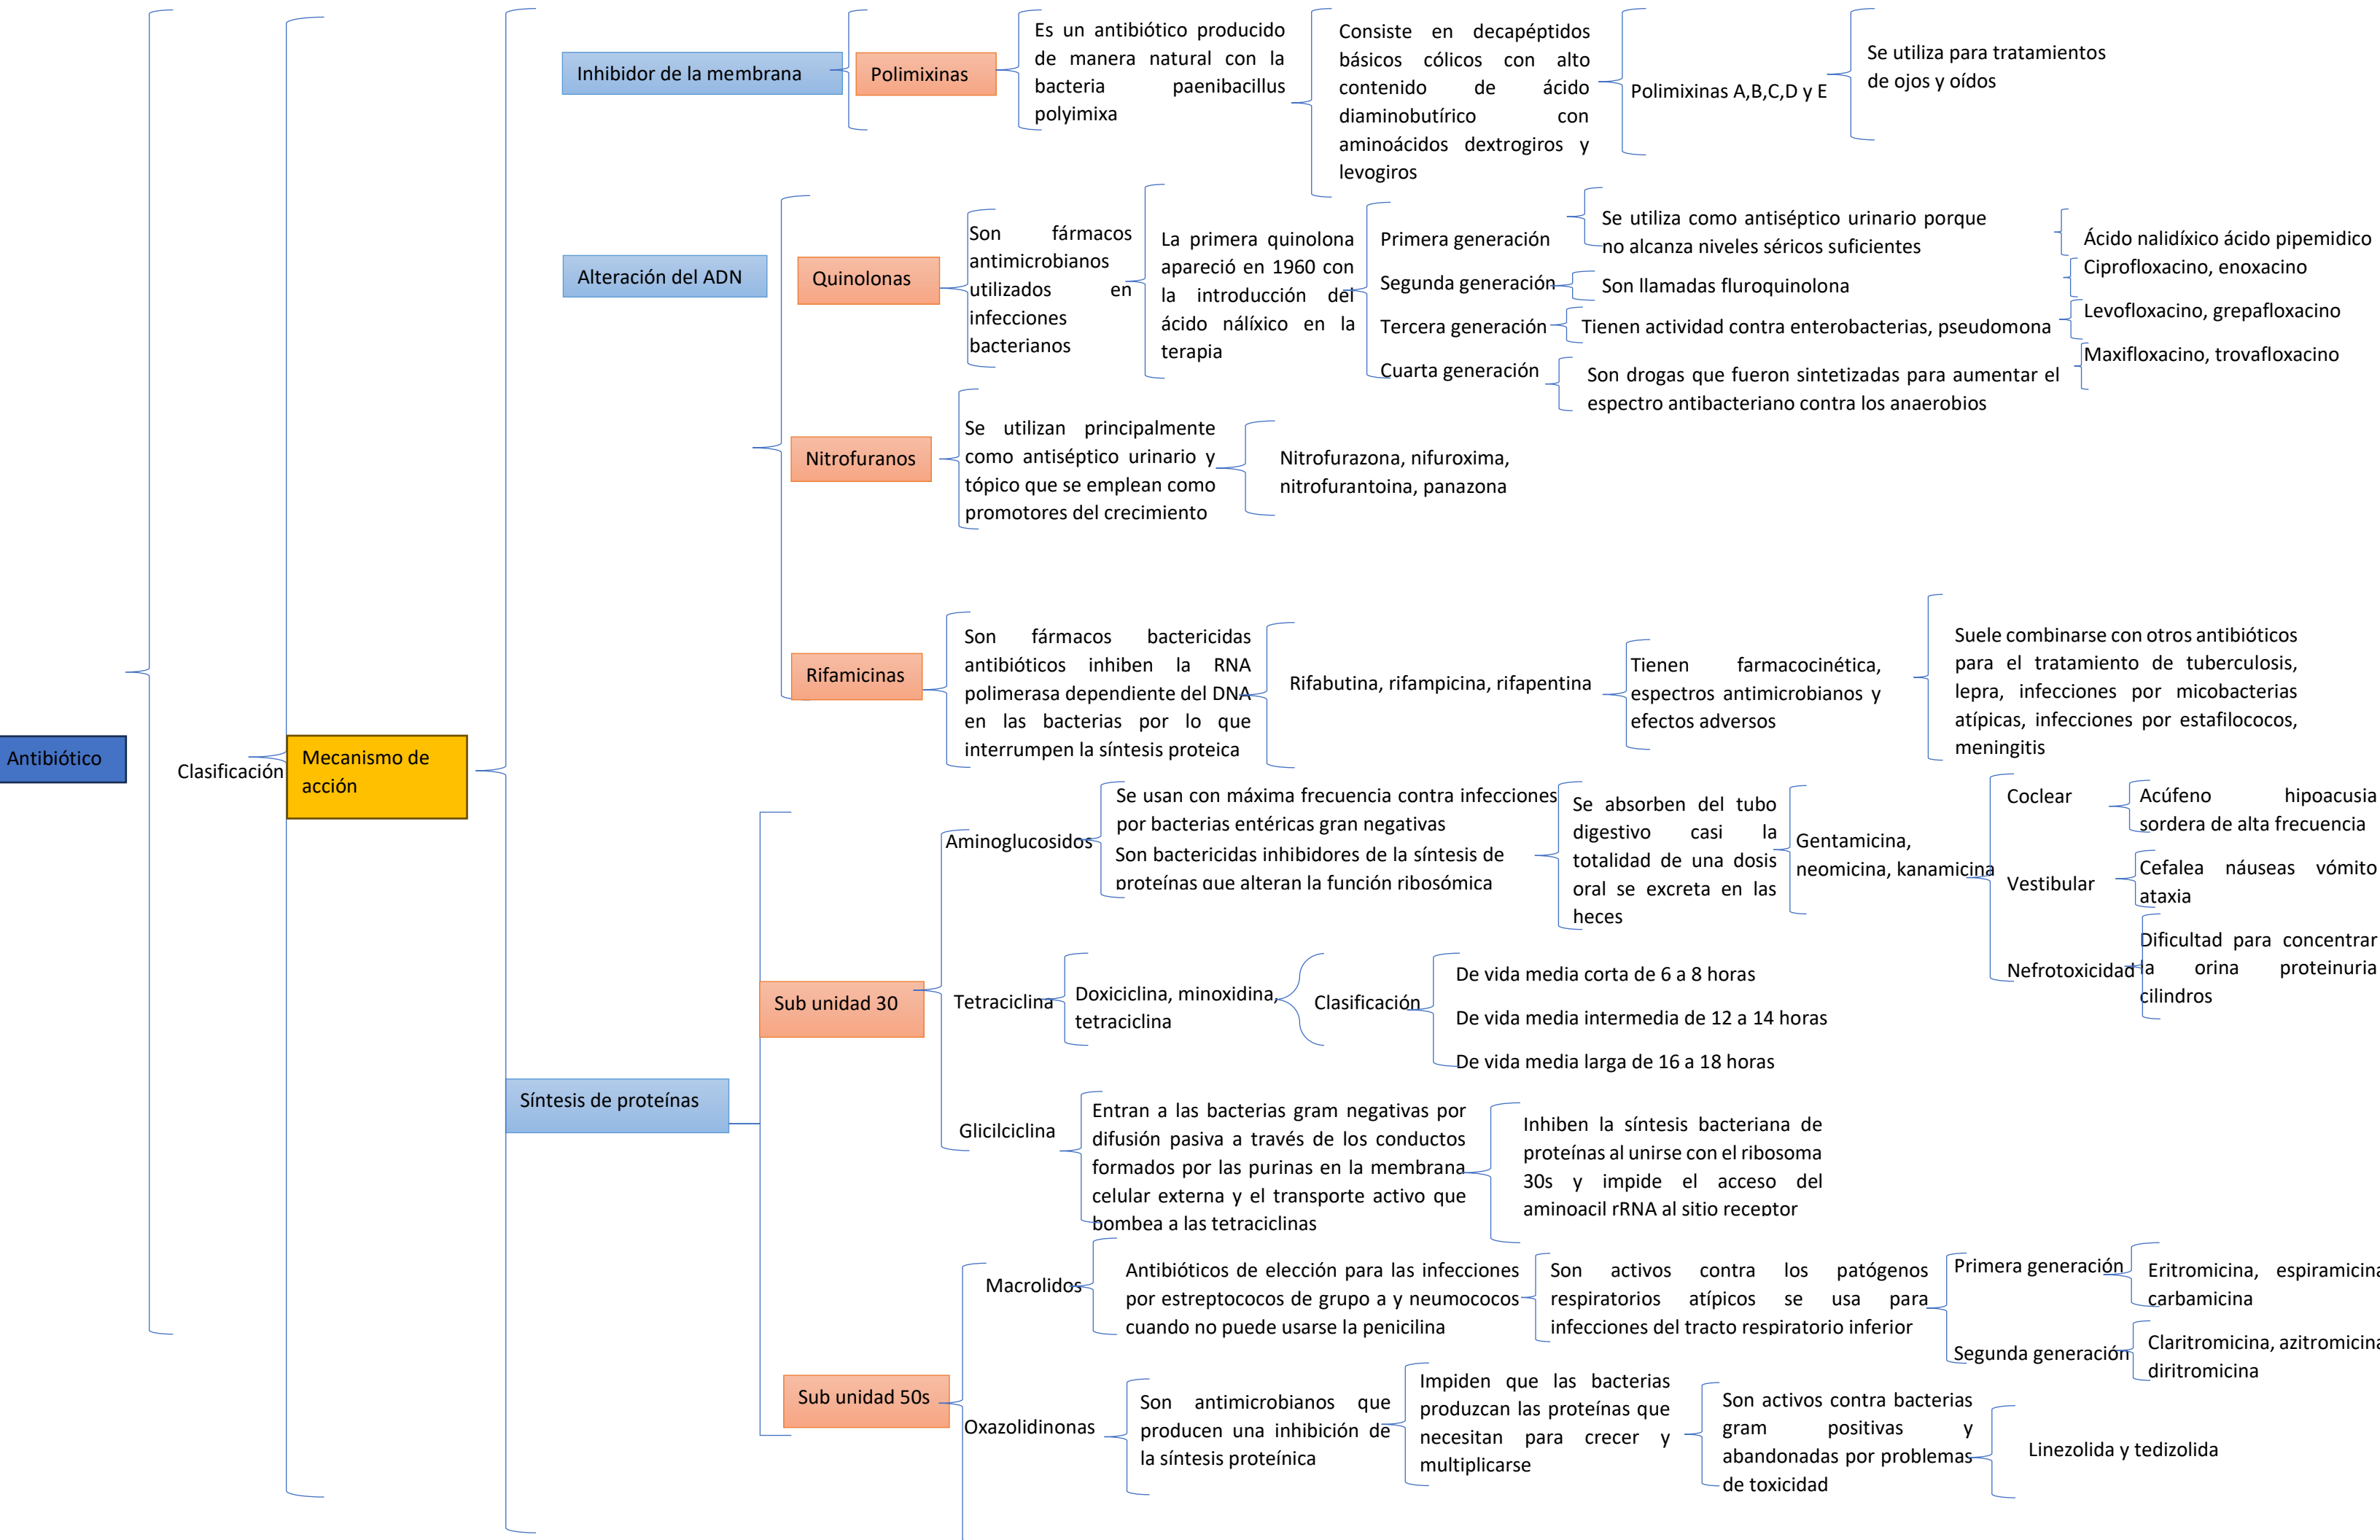 Antibiótico
Clasificación
Mecanismo de
acción
Inhibidor de la membrana
Polimixinas
Es un antibiótico producido
de manera natural con la
bacteria paenibacillus
polyimixa
Consiste en decapéptidos
básicos cólicos con alto
contenido de ácido
diaminobutírico con
aminoácidos dextrogiros y
levogiros
Polimixinas A,B,C,D y E
Se utiliza para tratamientos
de ojos y oídos
Alteración del ADN
Quinolonas
Son fármacos
antimicrobianos
utilizados en
infecciones
bacterianos
La primera quinolona
apareció en 1960 con
la introducción del
ácido nálíxico en la
terapia
Primera generación
Se utiliza como antiséptico urinario porque
no alcanza niveles séricos suficientes
Ácido nalidíxico ácido pipemidico
Segunda generación
Son llamadas fluroquinolona
Ciprofloxacino, enoxacino
Tercera generación
Tienen actividad contra enterobacterias, pseudomona
Levofloxacino, grepafloxacino
Cuarta generación
Son drogas que fueron sintetizadas para aumentar el
espectro antibacteriano contra los anaerobios
Maxifloxacino, trovafloxacino
Nitrofuranos
Se utilizan principalmente
como antiséptico urinario y
tópico que se emplean como
promotores del crecimiento
Nitrofurazona, nifuroxima,
nitrofurantoina, panazona
Rifamicinas
Son fármacos bactericidas
antibióticos inhiben la RNA
polimerasa dependiente del DNA
en las bacterias por lo que
interrumpen la síntesis proteica
Rifabutina, rifampicina, rifapentina
Tienen farmacocinética,
espectros antimicrobianos y
efectos adversos
Suele combinarse con otros antibióticos
para el tratamiento de tuberculosis,
lepra, infecciones por micobacterias
atípicas, infecciones por estafilococos,
meningitis
Síntesis de proteínas
Sub unidad 30
Aminoglucosidos
Se usan con máxima frecuencia contra infecciones
por bacterias entéricas gran negativas
Son bactericidas inhibidores de la síntesis de
proteínas que alteran la función ribosómica
Se absorben del tubo
digestivo casi la
totalidad de una dosis
oral se excreta en las
heces
Gentamicina,
neomicina, kanamicina
Coclear
Acúfeno hipoacusia
sordera de alta frecuencia
Vestibular
Cefalea náuseas vómito
ataxia
Nefrotoxicidad
Dificultad para concentrar
la orina proteinuria
cilindros
Tetraciclina
Doxiciclina, minoxidina,
tetraciclina
Clasificación
De vida media corta de 6 a 8 horas
De vida media intermedia de 12 a 14 horas
De vida media larga de 16 a 18 horas
Glicilciclina
Entran a las bacterias gram negativas por
difusión pasiva a través de los conductos
formados por las purinas en la membrana
celular externa y el transporte activo que
bombea a las tetraciclinas
Inhiben la síntesis bacteriana de
proteínas al unirse con el ribosoma
30s y impide el acceso del
aminoacil rRNA al sitio receptor
Sub unidad 50s
Macrolidos
Antibióticos de elección para las infecciones
por estreptococos de grupo a y neumococos
cuando no puede usarse la penicilina
Son activos contra los patógenos
respiratorios atípicos se usa para
infecciones del tracto respiratorio inferior
Primera generación
Eritromicina, espiramicina
carbamicina
Segunda generación
Claritromicina, azitromicina
diritromicina
Oxazolidinonas
Son antimicrobianos que
producen una inhibición de
la síntesis proteínica
Impiden que las bacterias
produzcan las proteínas que
necesitan para crecer y
multiplicarse
Son activos contra bacterias
gram positivas y
abandonadas por problemas
de toxicidad
Linezolida y tedizolida